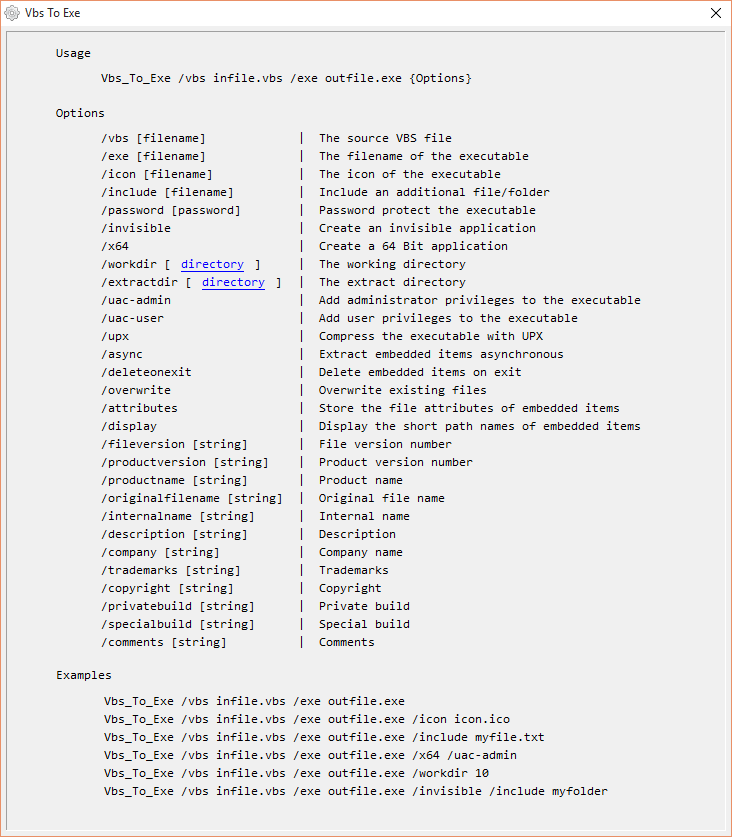 Vbs To Exe
Usage
Vbs_To_Exe /vbs infile.vbs /exe outfile.exe {Options}
Options
/vbs [filename] | The source VBS file
/exe [filename] | The filename of the executable
/icon [filename] | The icon of the executable
/include [filename] | Include an additional file/folder
/password [password] | Password protect the executable
/invisible | Create an invisible application
/x64 | Create a 64 Bit application
/workdir [ directory ] | The working directory
/extractdir [ directory ] | The extract directory
/uac-admin | Add administrator privileges to the executable
/uac-user | Add user privileges to the executable
/upx | Compress the executable with UPX
/async | Extract embedded items asynchronous
/deleteonexit | Delete embedded items on exit
/overwrite | Overwrite existing files
/attributes | Store the file attributes of embedded items
/display | Display the short path names of embedded items
/fileversion [string] | File version number
/productversion [string] | Product version number
/productname [string] | Product name
/originalfilename [string] | Original file name
/internalname [string] | Internal name
/description [string] | Description
/company [string] | Company name
/trademarks [string] | Trademarks
/copyright [string] | Copyright
/privatebuild [string] | Private build
/specialbuild [string] | Special build
/comments [string] | Comments
Examples
Vbs_To_Exe /vbs infile.vbs /exe outfile.exe
Vbs_To_Exe /vbs infile.vbs /exe outfile.exe /icon icon.ico
Vbs_To_Exe /vbs infile.vbs /exe outfile.exe /include myfile.txt
Vbs_To_Exe /vbs infile.vbs /exe outfile.exe /x64 /uac-admin
Vbs_To_Exe /vbs infile.vbs /exe outfile.exe /workdir 10
Vbs_To_Exe /vbs infile.vbs /exe outfile.exe /invisible /include myfolder